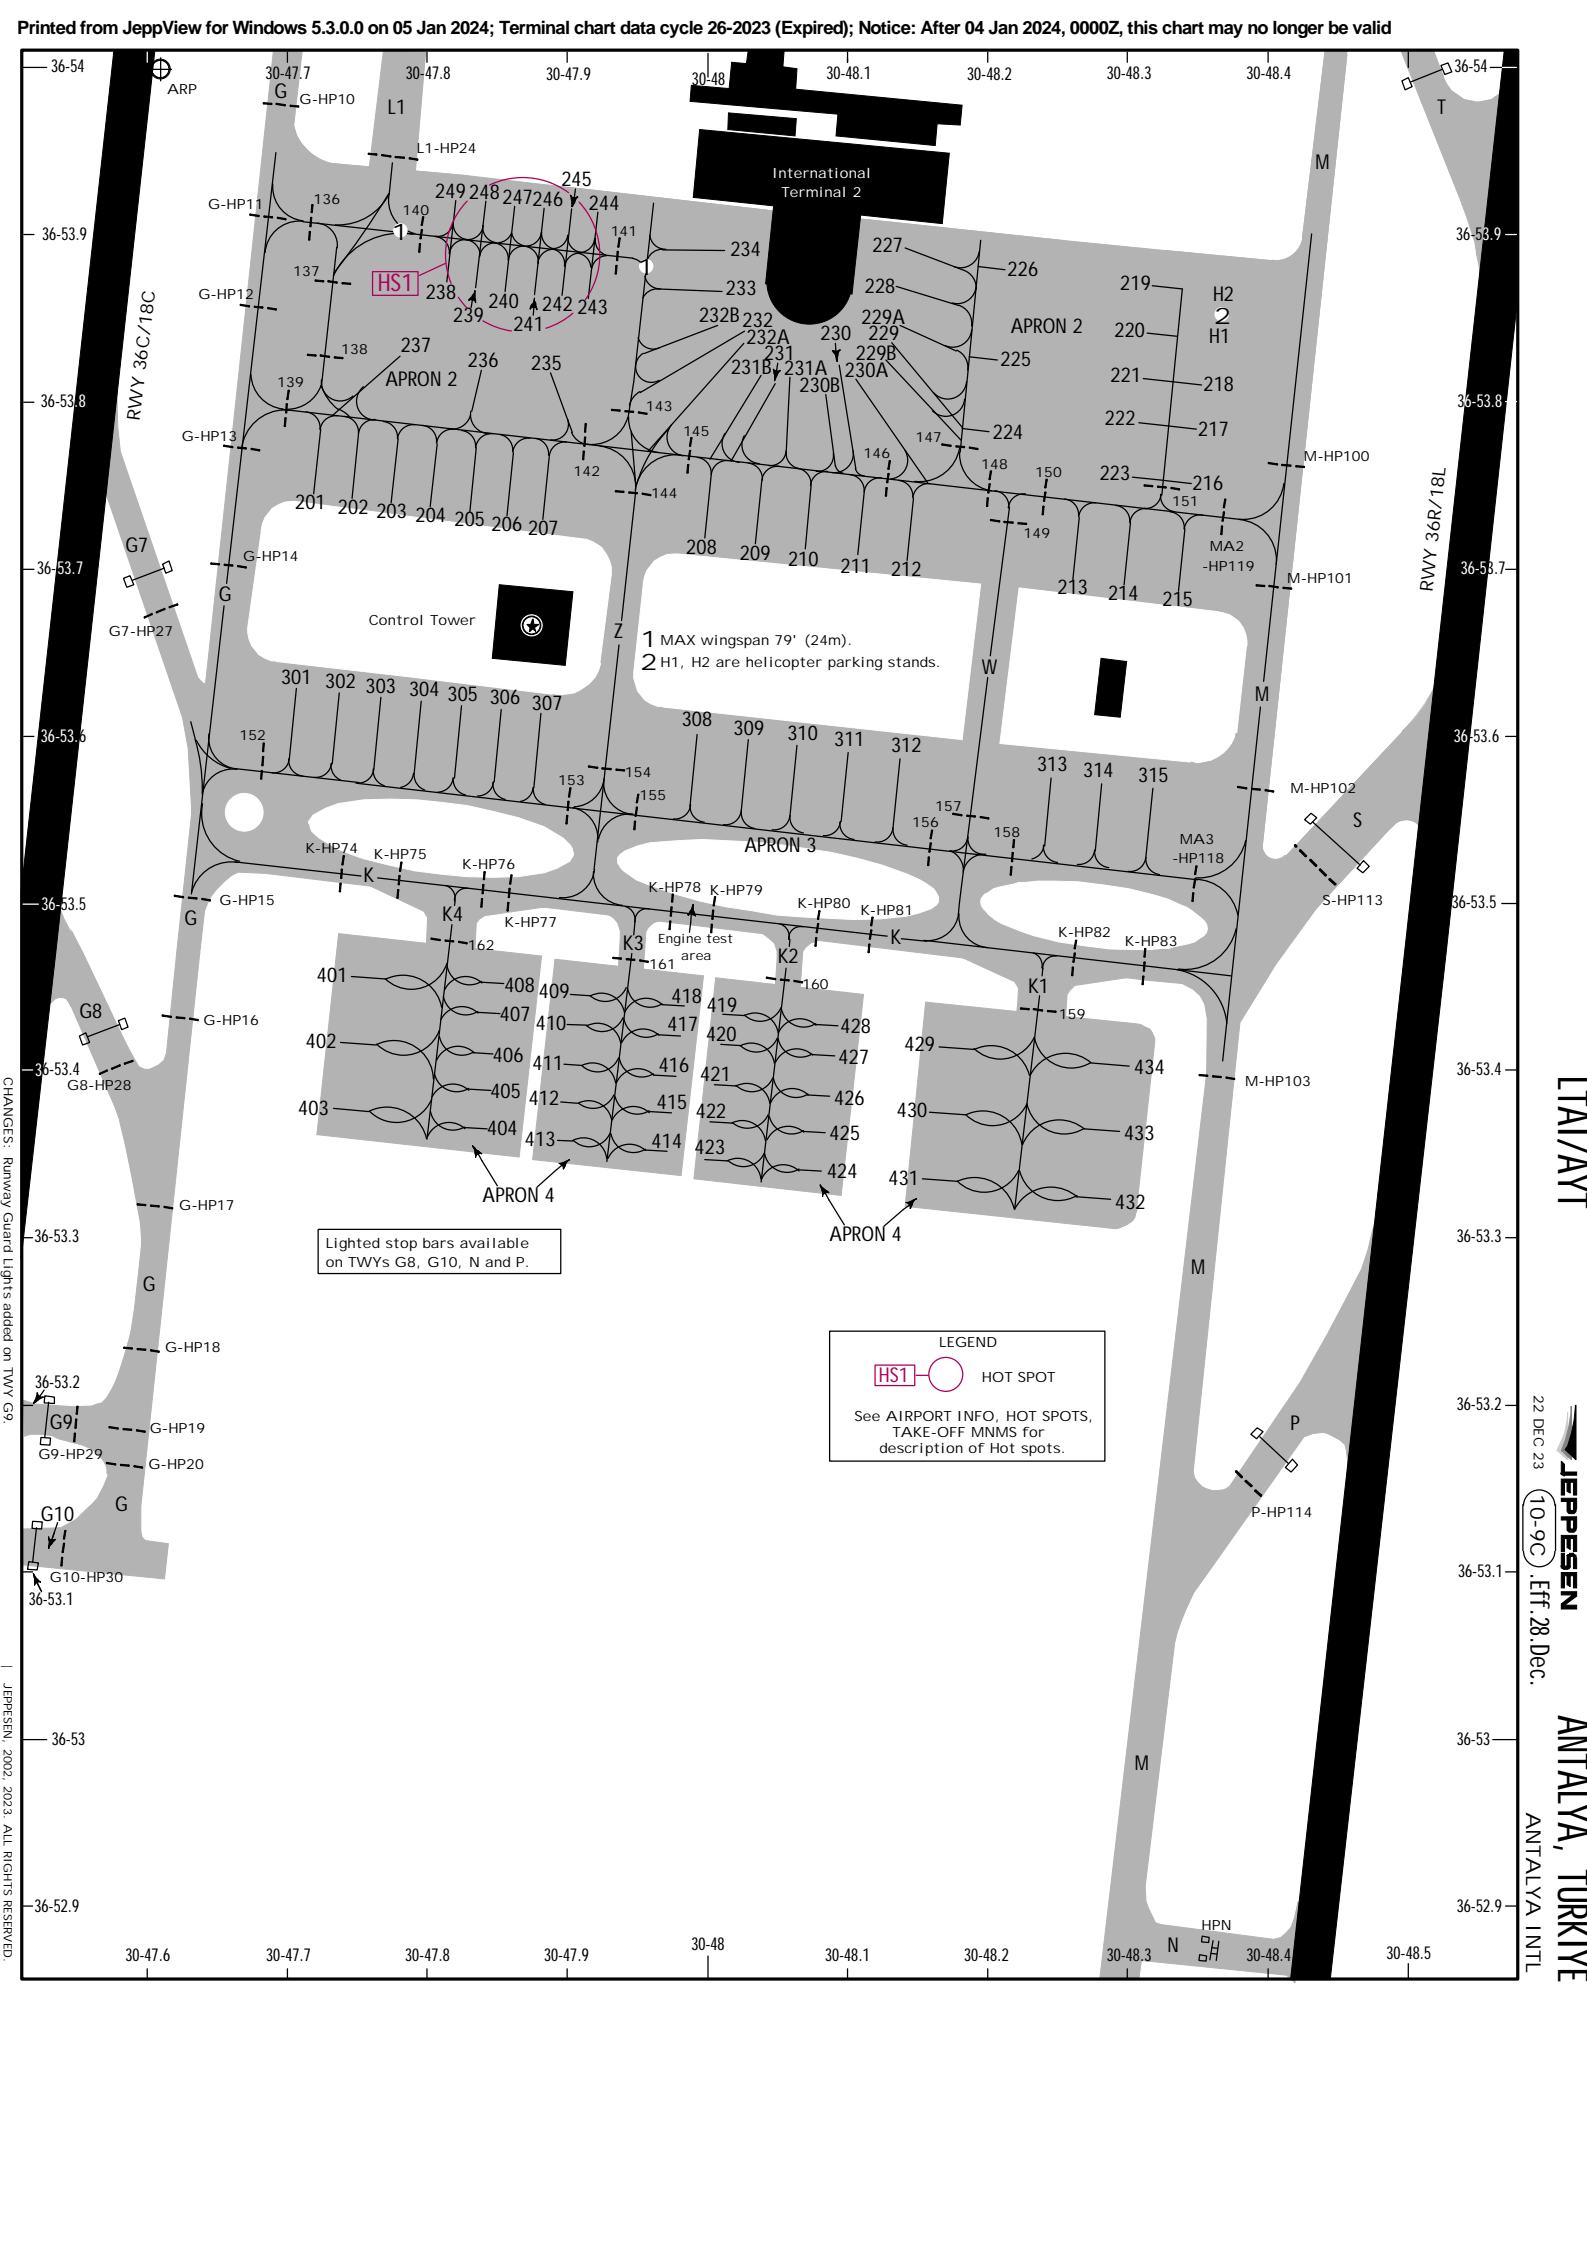 Printed from JeppView for Windows 5.3.0.0 on 05 Jan 2024; Terminal chart data cycle 26-2023 (Expired); Notice: After 04 Jan 2024, 0000Z, this chart may no longer be valid
36-54
30-47.7
30-47.8
30-47.9
30-48
30-48.1
30-48.2
30-48.3
30-48.4
36-54
ARP
G
G-HP10
L1
T
L1-HP24
M
International
Terminal 2
249
248
247
246
245
244
G-HP11
136
140
1
141
36-53.9
234
227
226
36-53.9
137
HS1
1
G-HP12
238
239
240
241
242
243
233
228
219
H2
2
H1
232B
232
232A
231
231B
231A
230
229A
229
229B
230A
230B
APRON 2
220
RWY 36C/18C
138
237
236
235
APRON 2
225
221
218
139
36-53.8
143
36-53.8
G-HP13
145
147
224
222
217
142
146
148
150
M-HP100
144
223
216
151
201
202
203
204
205
206
207
149
208
209
210
211
212
MA2
-HP119
RWY 36R/18L
G7
G-HP14
36-53.7
36-53.7
213
214
215
M-HP101
G
G7-HP27
Control Tower
Z
1 MAX wingspan 79' (24m).
2 H1, H2 are helicopter parking stands.
W
M
301
302
303
304
305
306
307
308
309
310
311
312
36-53.6
152
36-53.6
313
314
315
153
154
155
M-HP102
157
156
158
S
K-HP74
K-HP75
K-HP76
APRON 3
MA3
-HP118
K
K-HP77
K-HP78
K-HP79
K-HP80
K-HP81
36-53.5
G-HP15
S-HP113
36-53.5
G
K4
K3
Engine test
area
K2
K
K-HP82
K-HP83
162
161
160
K1
159
401
408
409
418
419
428
G8
G-HP16
407
410
417
420
427
402
406
411
416
421
426
429
434
36-53.4
36-53.4
G8-HP28
405
412
415
422
425
M-HP103
403
404
413
414
423
424
430
433
431
432
APRON 4
APRON 4
G-HP17
36-53.3
36-53.3
Lighted stop bars available
on TWYs G8, G10, N and P.
G
M
G-HP18
LEGEND
HS1
HOT SPOT
See AIRPORT INFO, HOT SPOTS,
TAKE-OFF MNMS for
description of Hot spots.
36-53.2
36-53.2
G9
G-HP19
G9-HP29
G-HP20
P
G
G10
P-HP114
G10-HP30
36-53.1
36-53.1
36-53
36-53
M
36-52.9
36-52.9
HPN
N
30-47.6
30-47.7
30-47.8
30-47.9
30-48
30-48.1
30-48.2
30-48.3
30-48.4
30-48.5
CHANGES: Runway Guard Lights added on TWY G9.
| JEPPESEN, 2002, 2023. ALL RIGHTS RESERVED.
LTAI/AYT
JEPPESEN
ANTALYA, TURKIYE
22 DEC 23
10-9C
.Eff.28.Dec.
ANTALYA INTL